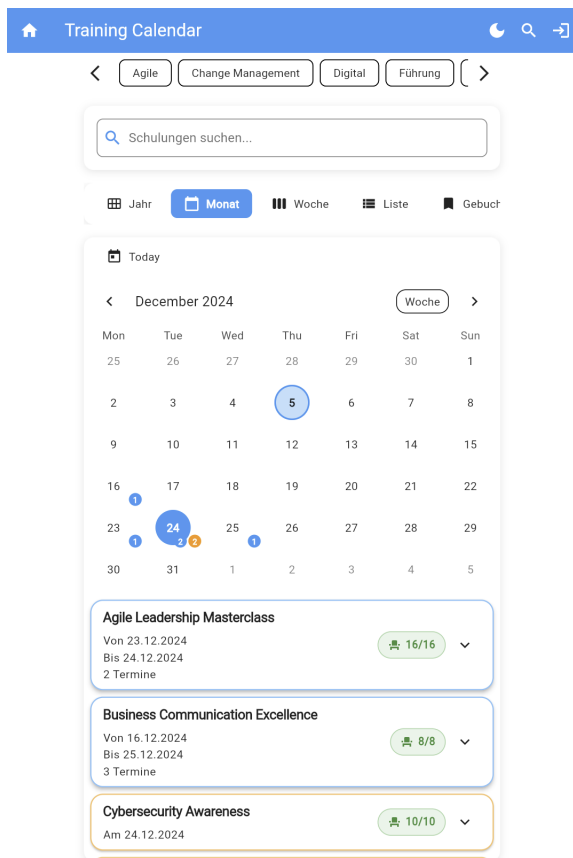 Training Calendar
Agile Change Management Digital Führung
Schulungen suchen...
Jahr Monat Woche Liste Gebuch
Today
December 2024 Woche
Mon Tue Wed Thu Fri Sat Sun
25 26 27 28 29 30 1
2 3 4 5 6 7 8
9 10 11 12 13 14 15
16 17 18 19 20 21 22
1
23 24 25 26 27 28 29
1 2 2 1
30 31 1 2 3 4 5
Agile Leadership Masterclass
Von 23.12.2024
Bis 24.12.2024
2 Termine
16/16
Business Communication Excellence
Von 16.12.2024
Bis 25.12.2024
3 Termine
8/8
Cybersecurity Awareness
Am 24.12.2024
10/10